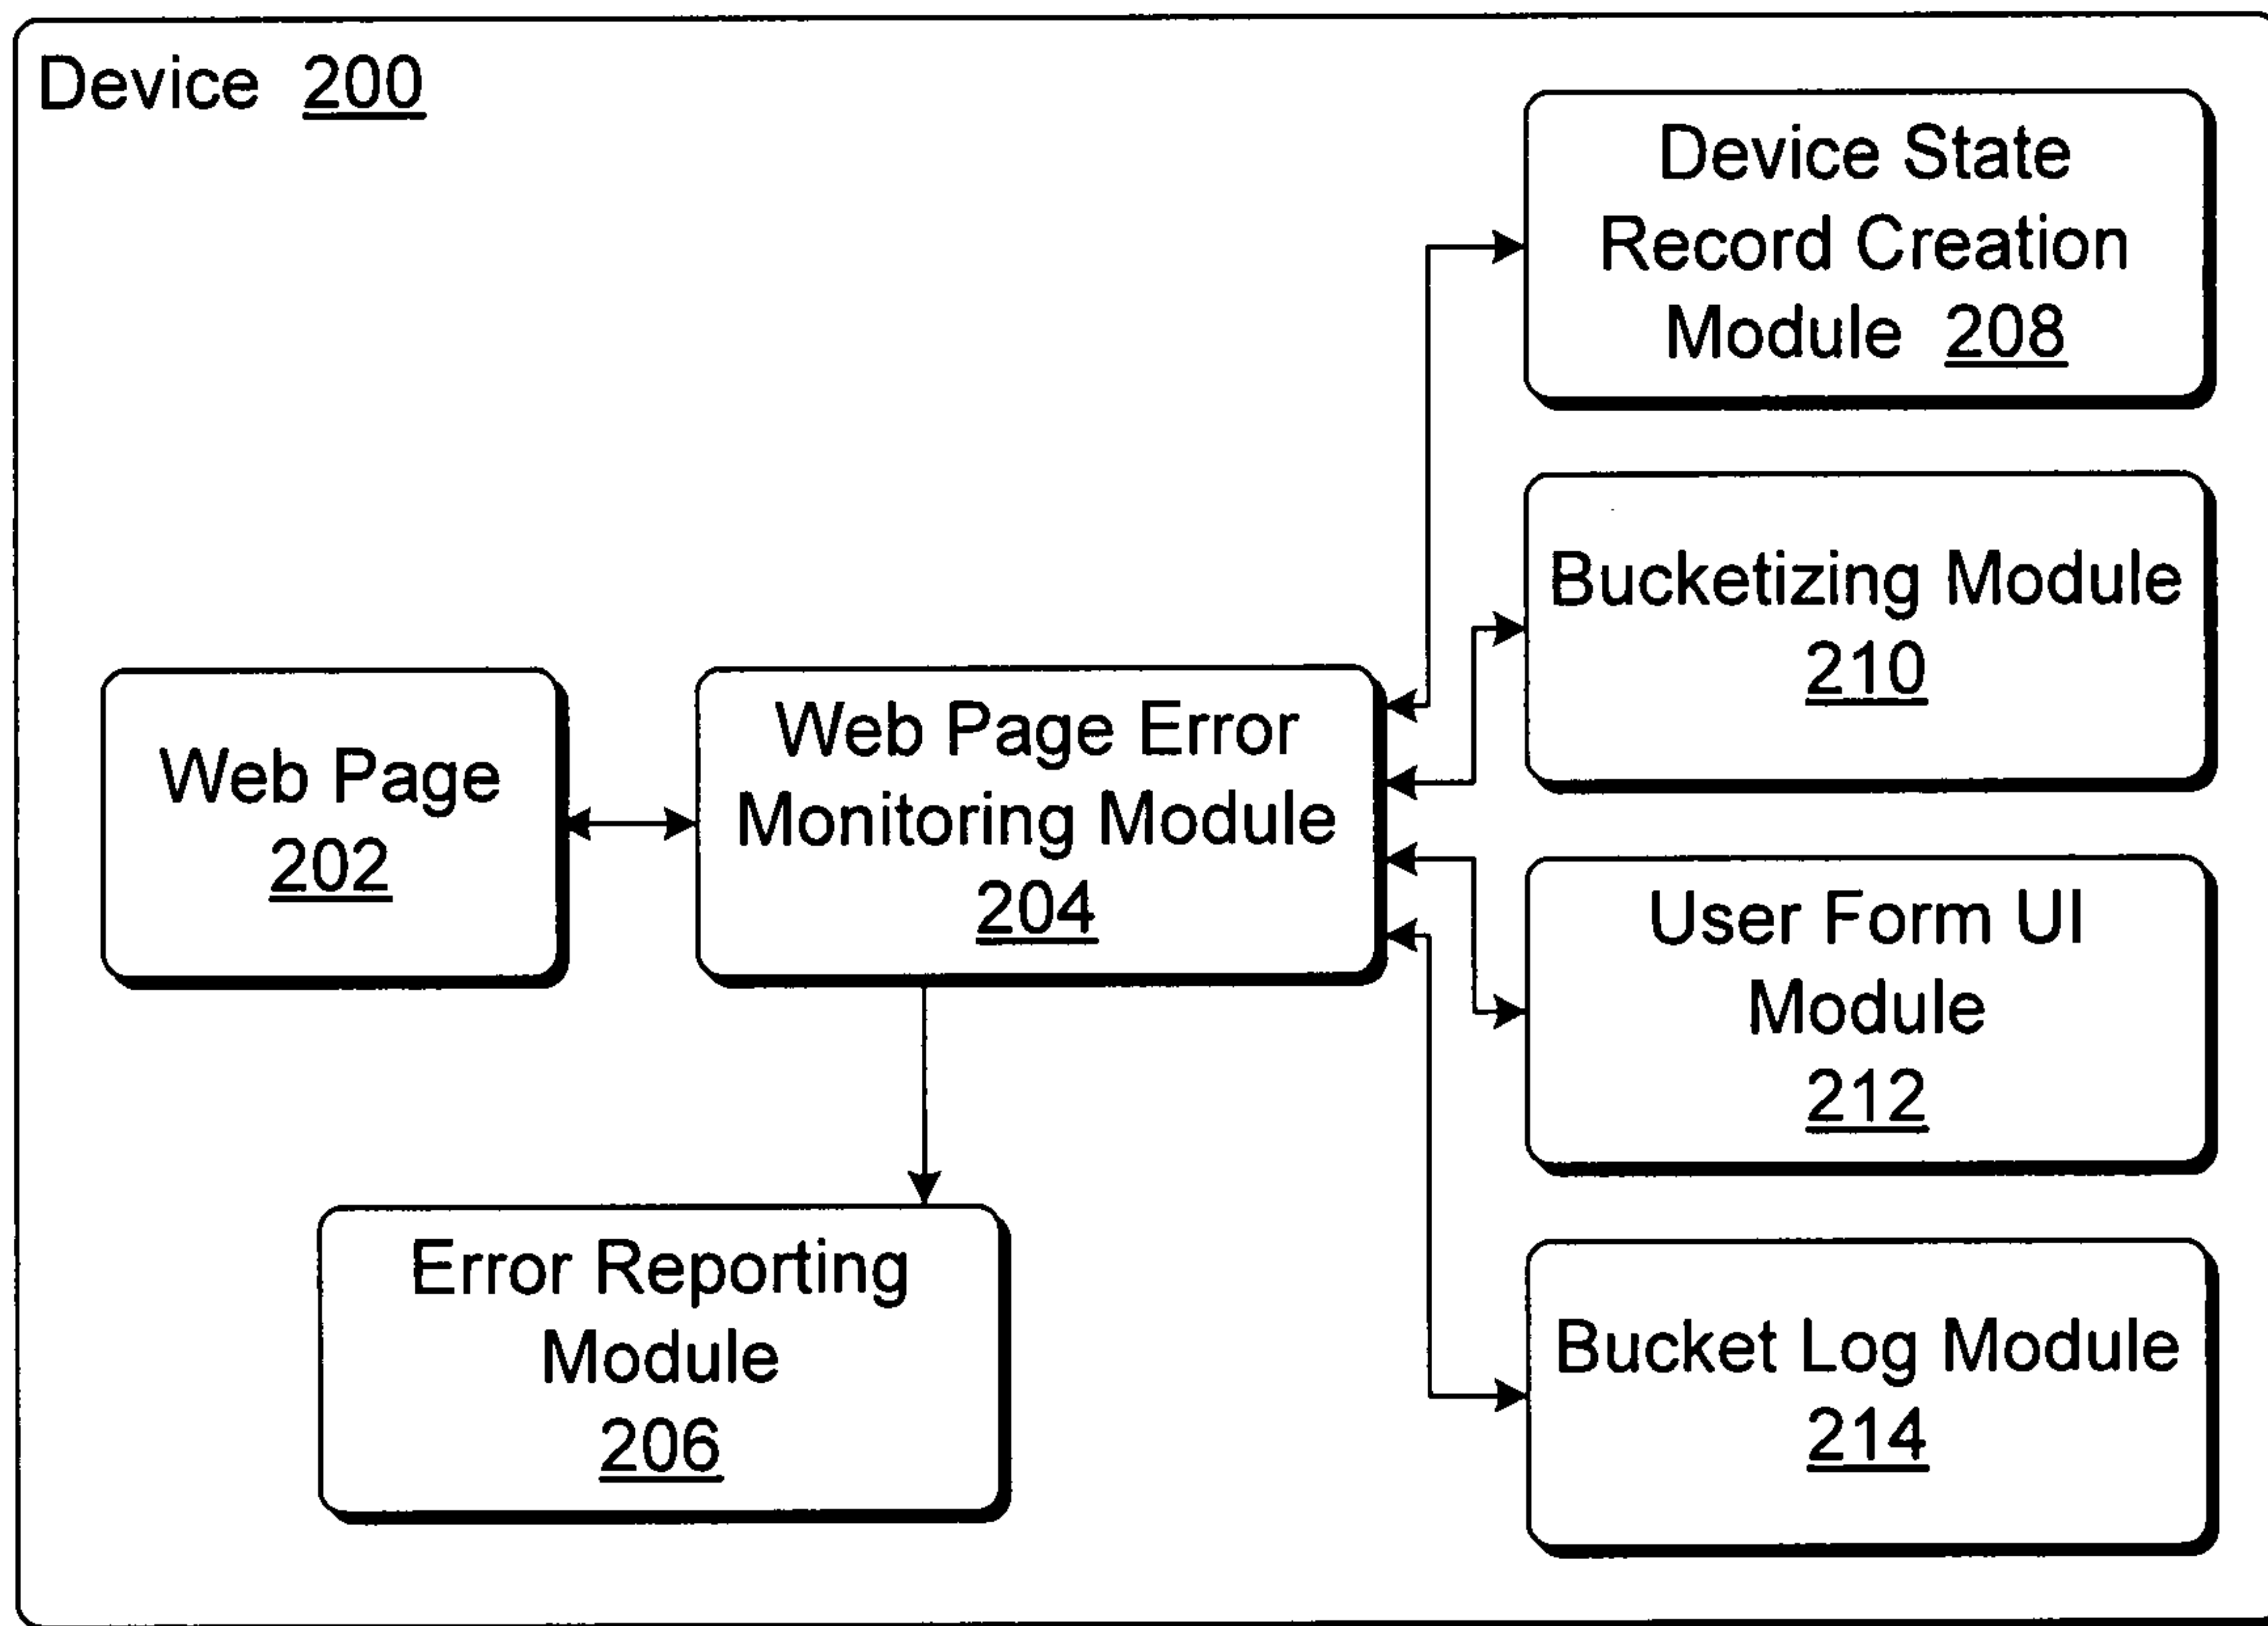 Device 200
Device State
Record Creation
Module 208
Bucketizing Module
210
Web Page
202
Web Page Error
Monitoring Module
204
User Form UI
Module
212
Error Reporting
Module
206
Bucket Log Module
214